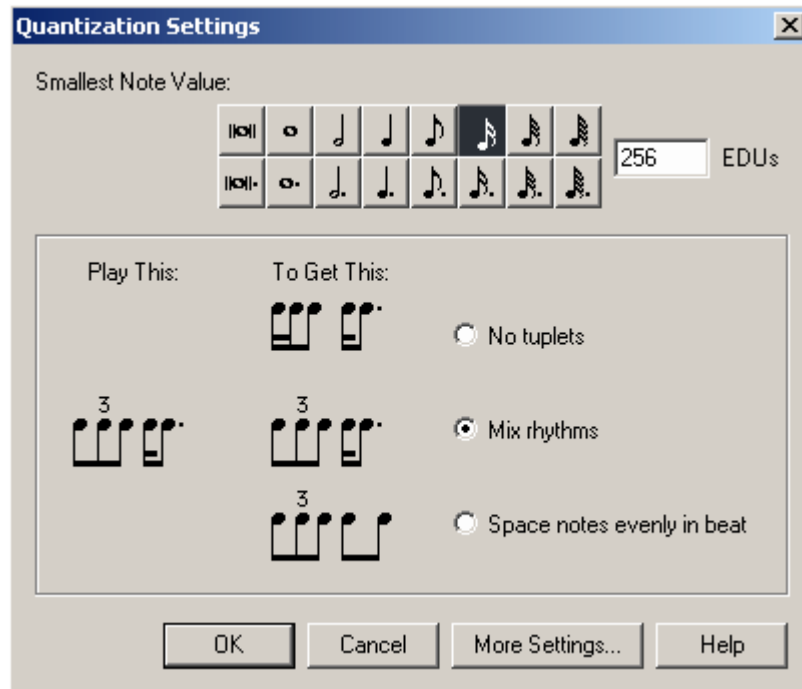 Quantization Settings
Smallest Note Value:
256 EDUs
Play This: To Get This:
No tuplets
3 3
Mix rhythms
3
Space notes evenly in beat
OK Cancel More Settings... Help